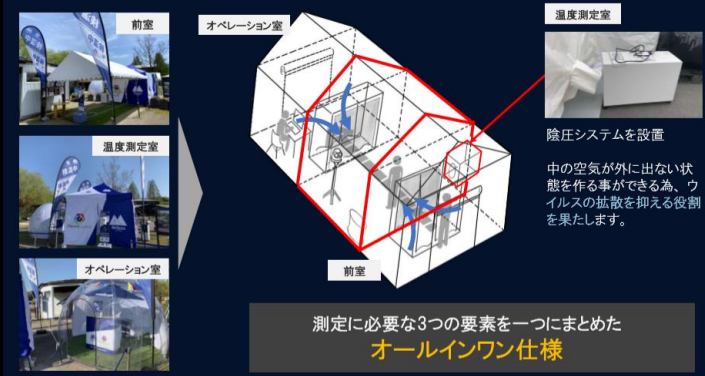 前室
温度測定室
オペレーション室
オペレーション室
前室
温度測定室
陰圧システムを設置
中の空気が外に出ない状
態を作る事ができる為、ウ
イルスの拡散を抑える役割
を果たします。
測定に必要な3つの要素を一つにまとめた
オールインワン仕様